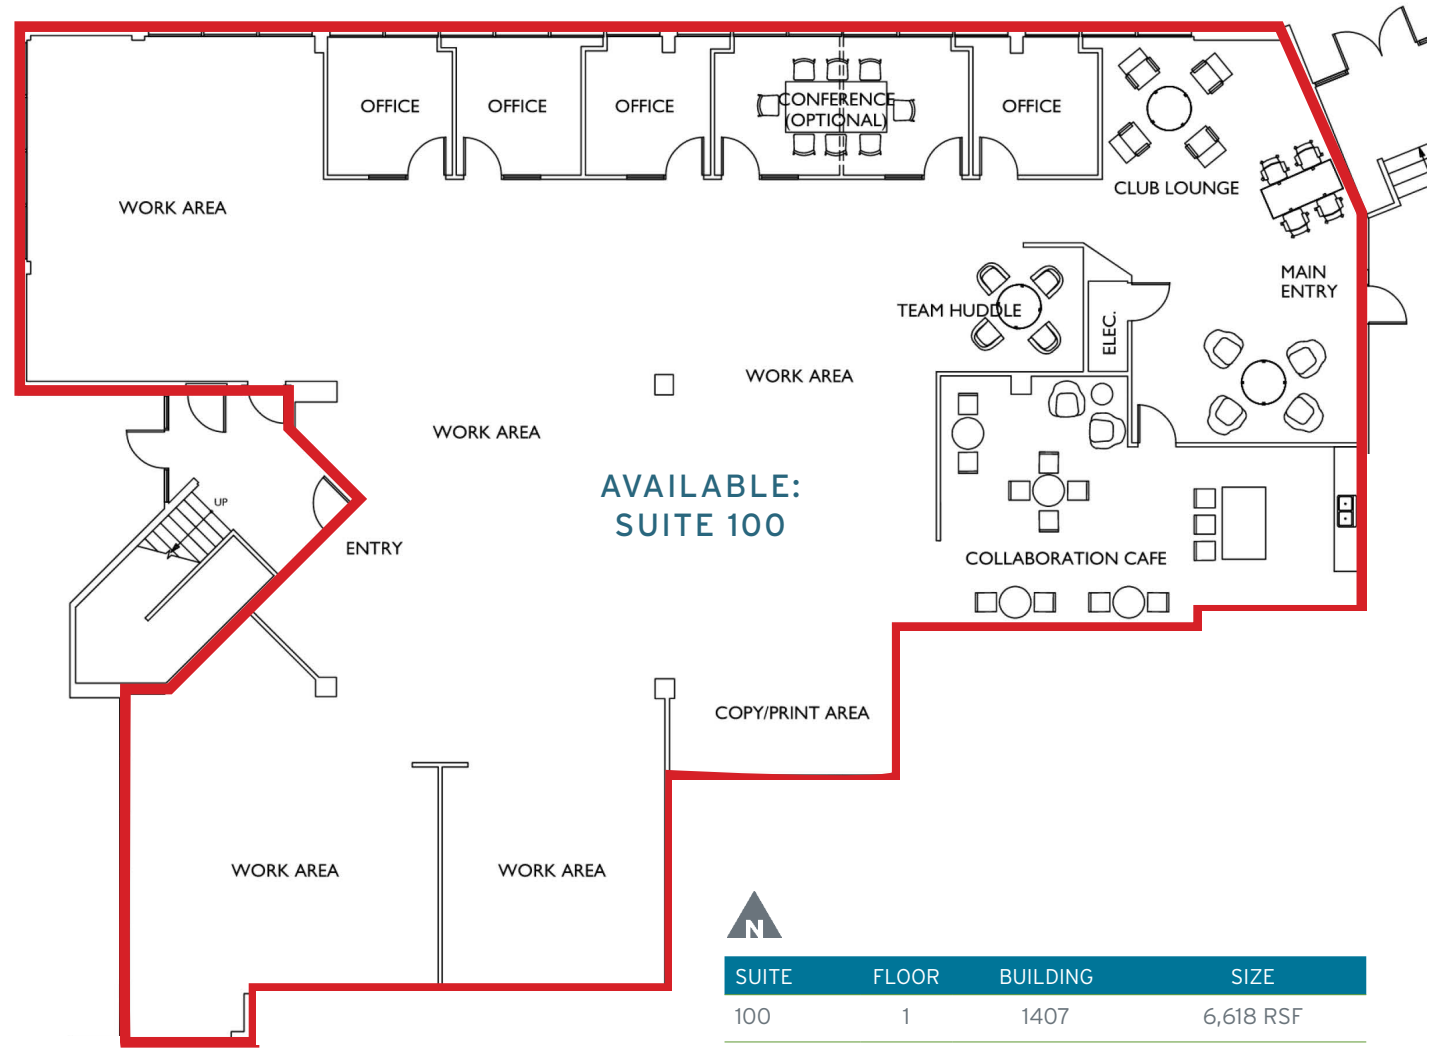 OFFICE
OFFICE
OFFICE
CONFERENCE
(OPTIONAL)
OFFICE
CLUB LOUNGE
WORK AREA
MAIN
ENTRY
TEAM HUDDLE
ELEC.
WORK AREA
WORK AREA
AVAILABLE:
SUITE 100
UP
ENTRY
COLLABORATION CAFE
COPY/PRINT AREA
WORK AREA
WORK AREA
N
SUITE FLOOR BUILDING SIZE
100 1 1407 6,618 RSF